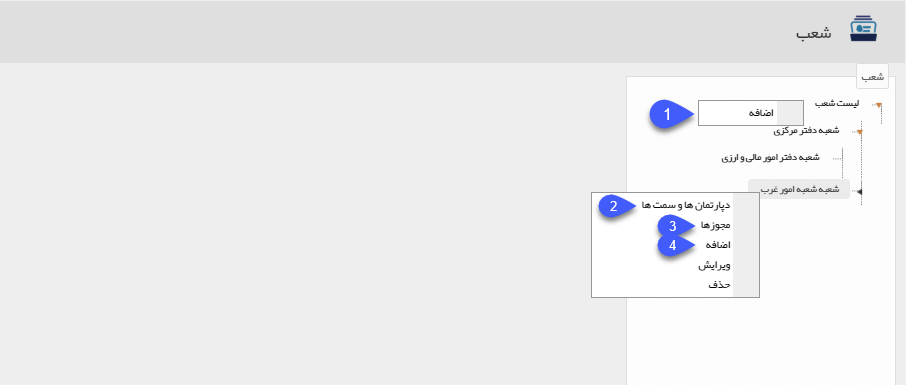 شعب
شعب
لیست شعب
اضافه
1
شعبه دفتر مرکزی
شعبه دفتر امور مالی و ارزی
شعبه شعبه امور غرب
دپارتمان ها و سمت ها
2
مجوزها
3
اضافه
4
ویرایش
حذف